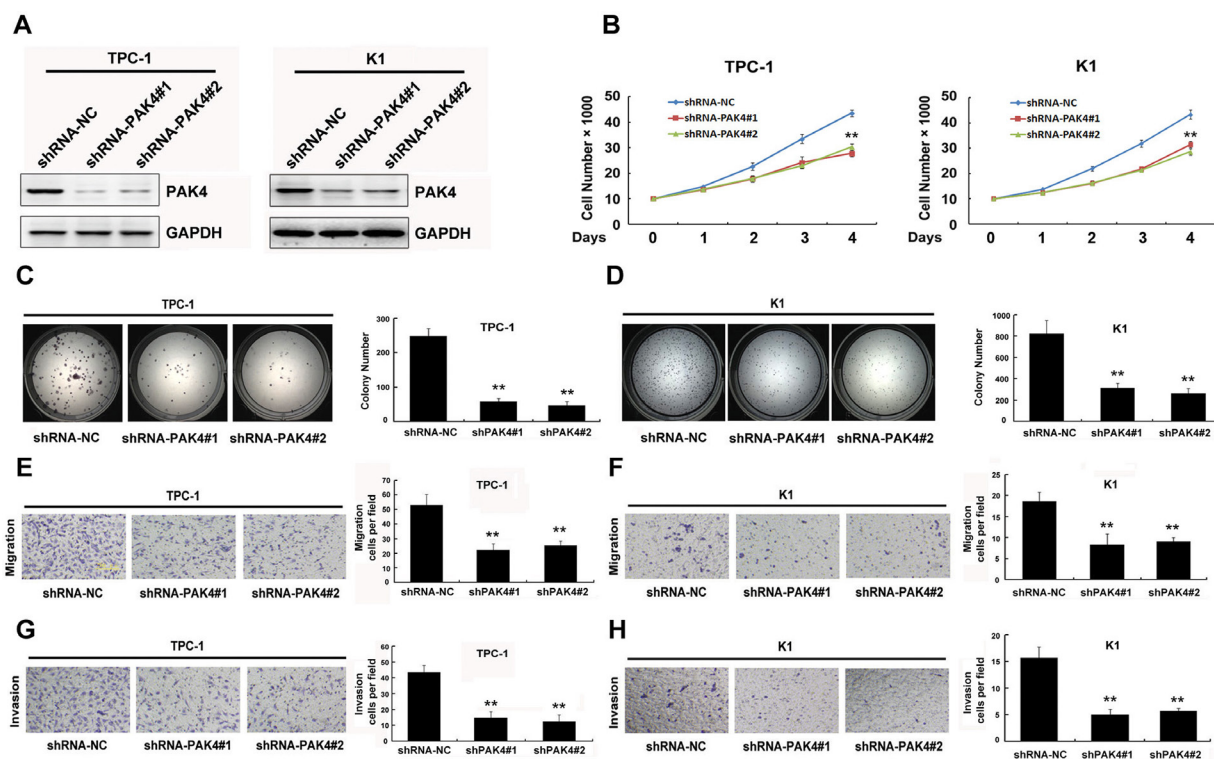 A
TPC-1
K1
shRNA-NC
shRNA-PAK4#1
shRNA-PAK4#2
shRNA-NC
shRNA-PAK4#1
shRNA-PAK4#2
PAK4
PAK4
GAPDH
GAPDH
B
TPC-1
K1
Cell Number × 1000
50
40
30
20
10
0
shRNA-NC
shRNA-PAK4#1
shRNA-PAK4#2
**
Days 0 1 2 3 4
Cell Number × 1000
50
40
30
20
10
0
shRNA-NC
shRNA-PAK4#1
shRNA-PAK4#2
**
Days 0 1 2 3 4
C
TPC-1
shRNA-NC shRNA-PAK4#1 shRNA-PAK4#2
Colony Number
300
200
100
0
TPC-1
** **
shRNA-NC shPAK4#1 shPAK4#2
D
K1
shRNA-NC shRNA-PAK4#1 shRNA-PAK4#2
Colony Number
1000
800
600
400
200
0
K1
** **
shRNA-NC shPAK4#1 shPAK4#2
E
TPC-1
Migration
shRNA-NC shRNA-PAK4#1 shRNA-PAK4#2
Migration
cells per field
70
60
50
40
30
20
10
0
TPC-1
** **
shRNA-NC shPAK4#1 shPAK4#2
F
K1
Migration
shRNA-NC shRNA-PAK4#1 shRNA-PAK4#2
Migration
cells per field
25
20
15
10
5
0
K1
** **
shRNA-NC shPAK4#1 shPAK4#2
G
TPC-1
Invasion
shRNA-NC shRNA-PAK4#1 shRNA-PAK4#2
Invasion
cells per field
60
50
40
30
20
10
0
TPC-1
** **
shRNA-NC shPAK4#1 shPAK4#2
H
K1
Invasion
shRNA-NC shRNA-PAK4#1 shRNA-PAK4#2
Invasion
cells per field
20
15
10
5
0
K1
** **
shRNA-NC shPAK4#1 shPAK4#2